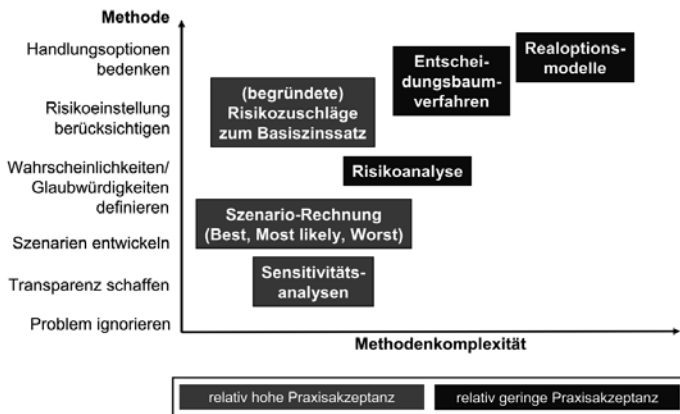 Methode
Handlungsoptionen
bedenken
Risikoeinstellung
berücksichtigen
Wahrscheinlichkeiten/
Glaubwürdigkeiten
definieren
Szenarien entwickeln
Transparenz schaffen
Problem ignorieren
Realoptions-
modelle
Entschei-
dungsbaum-
verfahren
(begründete)
Risikozuschläge
zum Basiszinssatz
Risikoanalyse
Szenario-Rechnung
(Best, Most likely, Worst)
Sensitivitäts-
analysen
Methodenkomplexität
relativ hohe Praxisakzeptanz
relativ geringe Praxisakzeptanz